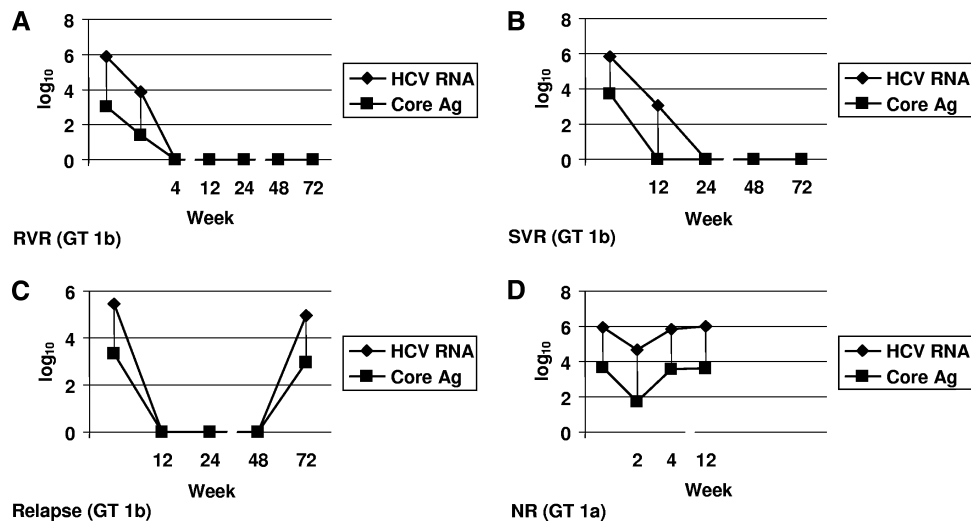 A
8
6
4
2
0
log10
4 12 24 48 72
Week
RVR (GT 1b)
HCV RNA
Core Ag
B
8
6
4
2
0
log10
12 24 48 72
Week
SVR (GT 1b)
HCV RNA
Core Ag
C
6
4
2
0
log10
12 24 48 72
Week
Relapse (GT 1b)
HCV RNA
Core Ag
D
8
6
4
2
0
log10
2 4 12
Week
NR (GT 1a)
HCV RNA
Core Ag